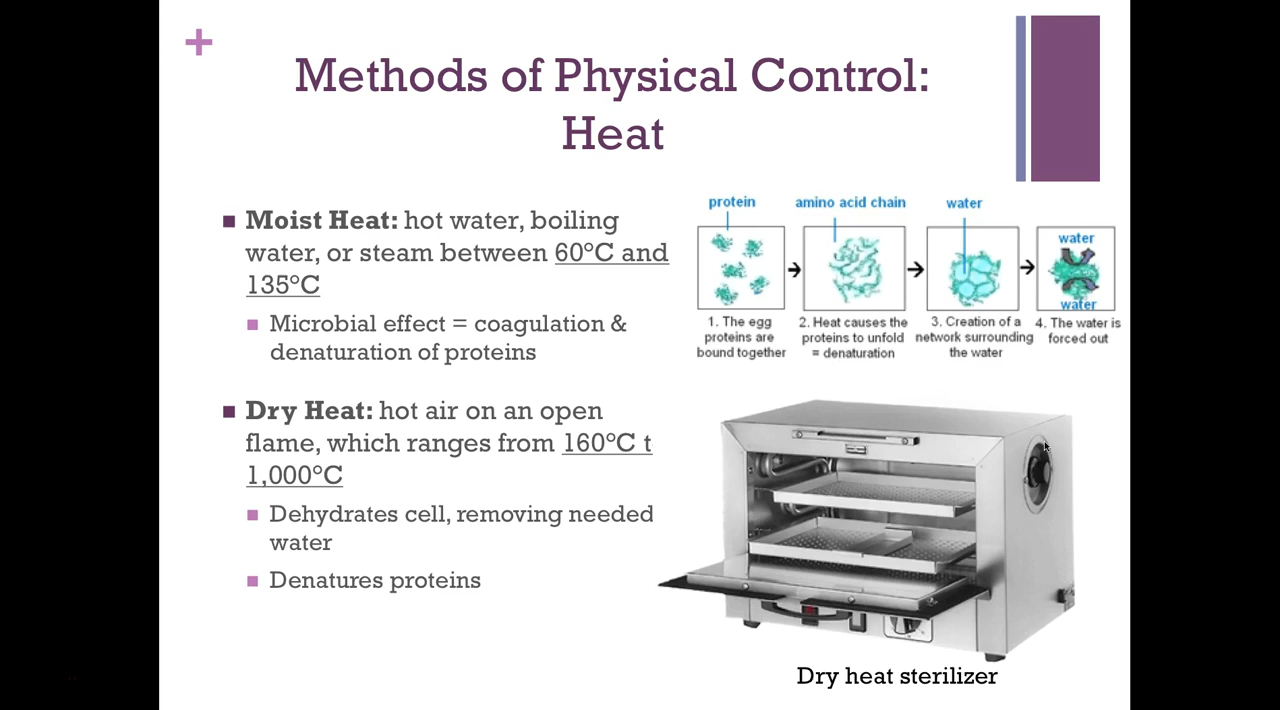 +
Methods of Physical Control:
Heat
■ Moist Heat: hot water, boiling
water, or steam between 60°C and
135°C
■ Microbial effect = coagulation &
denaturation of proteins
■ Dry Heat: hot air on an open
flame, which ranges from 160°C t
1,000°C
■ Dehydrates cell, removing needed
water
■ Denatures proteins
protein
amino acid chain
water
water
water
1. The egg
proteins are
bound together
2. Heat causes the
proteins to unfold
= denaturation
3. Creation of a
network surrounding
the water
4. The water is
forced out
Dry heat sterilizer